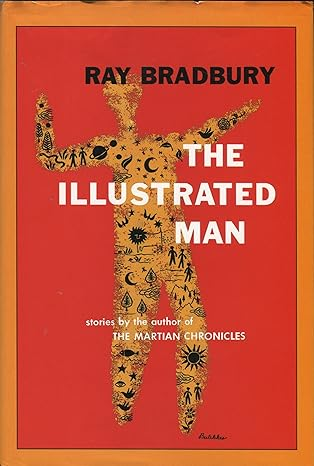 RAY BRADBURY
THE
ILLUSTRATED
MAN
stories by the author of
THE MARTIAN CHRONICLES